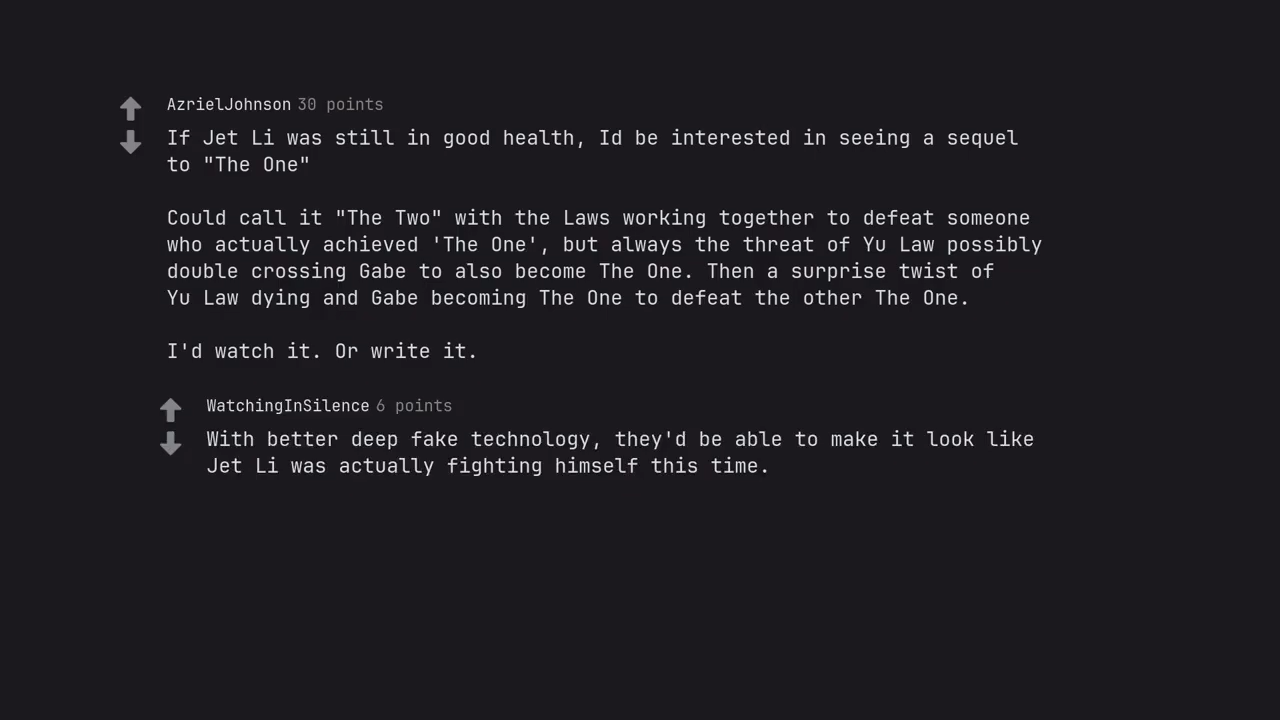 AzrielJohnson 30 points
If Jet Li was still in good health, Id be interested in seeing a sequel
to "The One"
Could call it "The Two" with the Laws working together to defeat someone
who actually achieved 'The One', but always the threat of Yu Law possibly
double crossing Gabe to also become The One. Then a surprise twist of
Yu Law dying and Gabe becoming The One to defeat the other The One.
I'd watch it. Or write it.
WatchingInSilence 6 points
With better deep fake technology, they'd be able to make it look like
Jet Li was actually fighting himself this time.